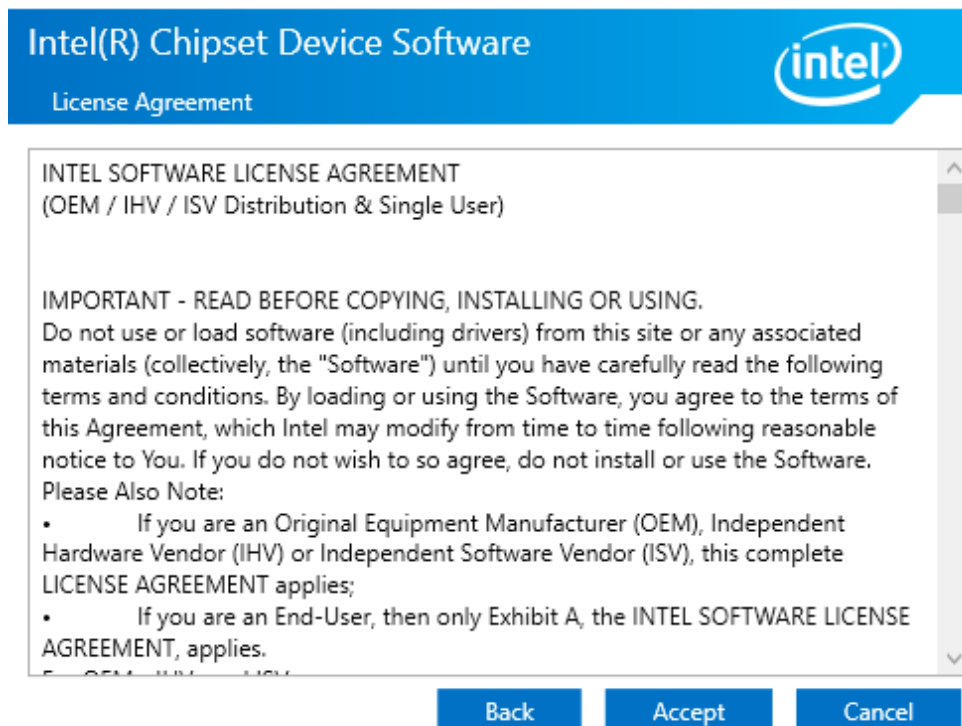 Intel(R) Chipset Device Software
intel
License Agreement
INTEL SOFTWARE LICENSE AGREEMENT
(OEM / IHV / ISV Distribution & Single User)
IMPORTANT - READ BEFORE COPYING, INSTALLING OR USING.
Do not use or load software (including drivers) from this site or any associated
materials (collectively, the "Software") until you have carefully read the following
terms and conditions. By loading or using the Software, you agree to the terms of
this Agreement, which Intel may modify from time to time following reasonable
notice to You. If you do not wish to so agree, do not install or use the Software.
Please Also Note:
• If you are an Original Equipment Manufacturer (OEM), Independent
Hardware Vendor (IHV) or Independent Software Vendor (ISV), this complete
LICENSE AGREEMENT applies;
• If you are an End-User, then only Exhibit A, the INTEL SOFTWARE LICENSE
AGREEMENT, applies.
Back Accept Cancel